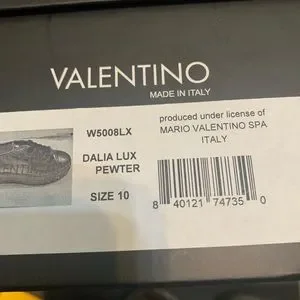 VALENTINO
MADE IN ITALY
W5008LX
DALIA LUX
PEWTER
SIZE 10
produced under license of
MARIO VALENTINO SPA
ITALY
8 40121 74735 0